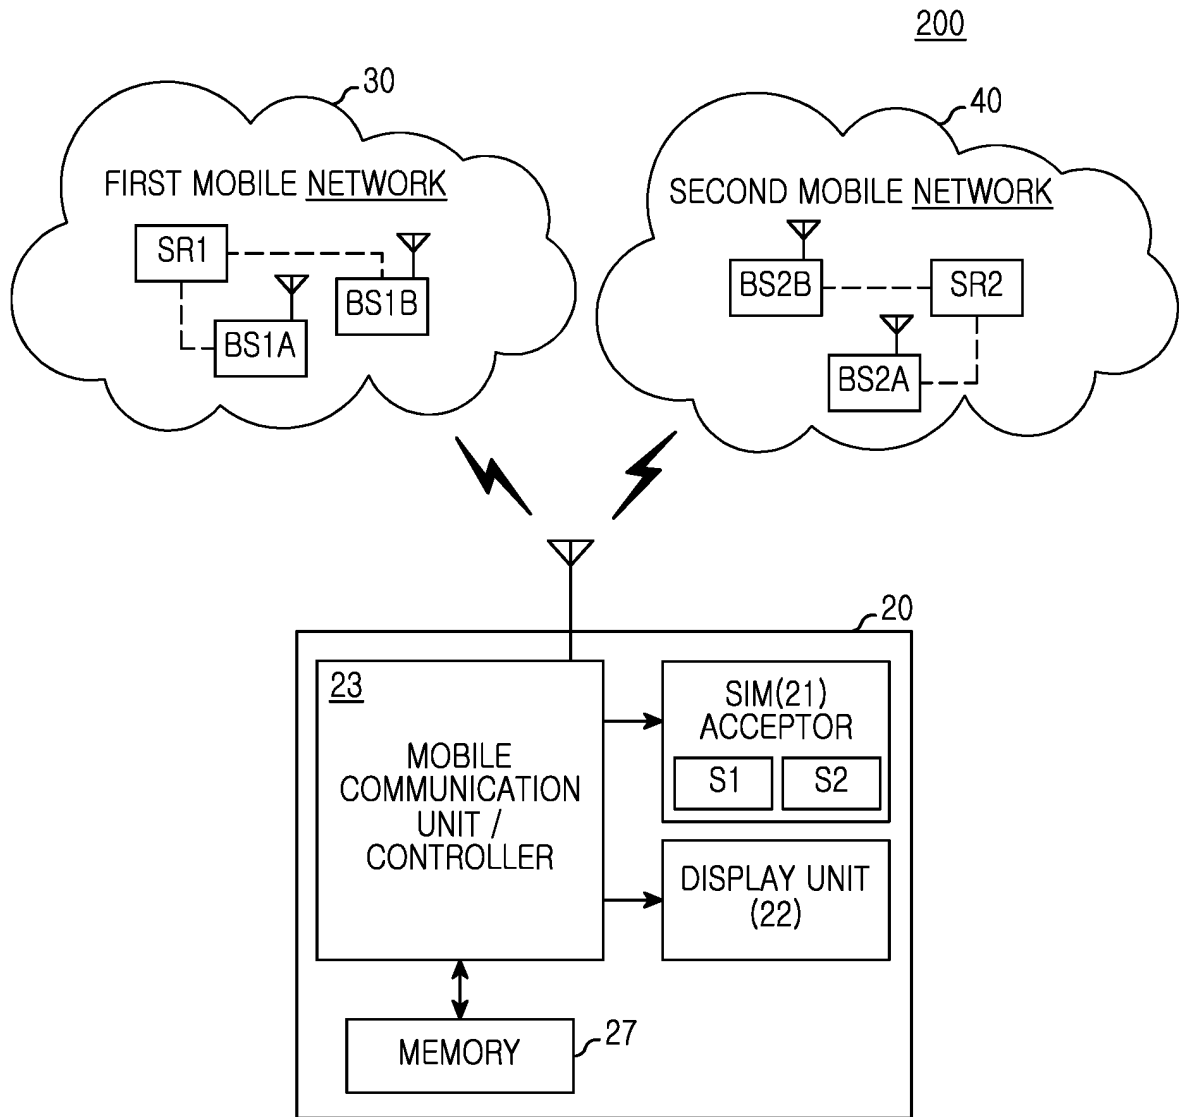 200
30
40
FIRST MOBILE NETWORK
SECOND MOBILE NETWORK
SR1
BS1B
BS1A
BS2B
SR2
BS2A
20
23
MOBILE
COMMUNICATION
UNIT /
CONTROLLER
SIM(21)
ACCEPTOR
S1
S2
DISPLAY UNIT
(22)
MEMORY
27